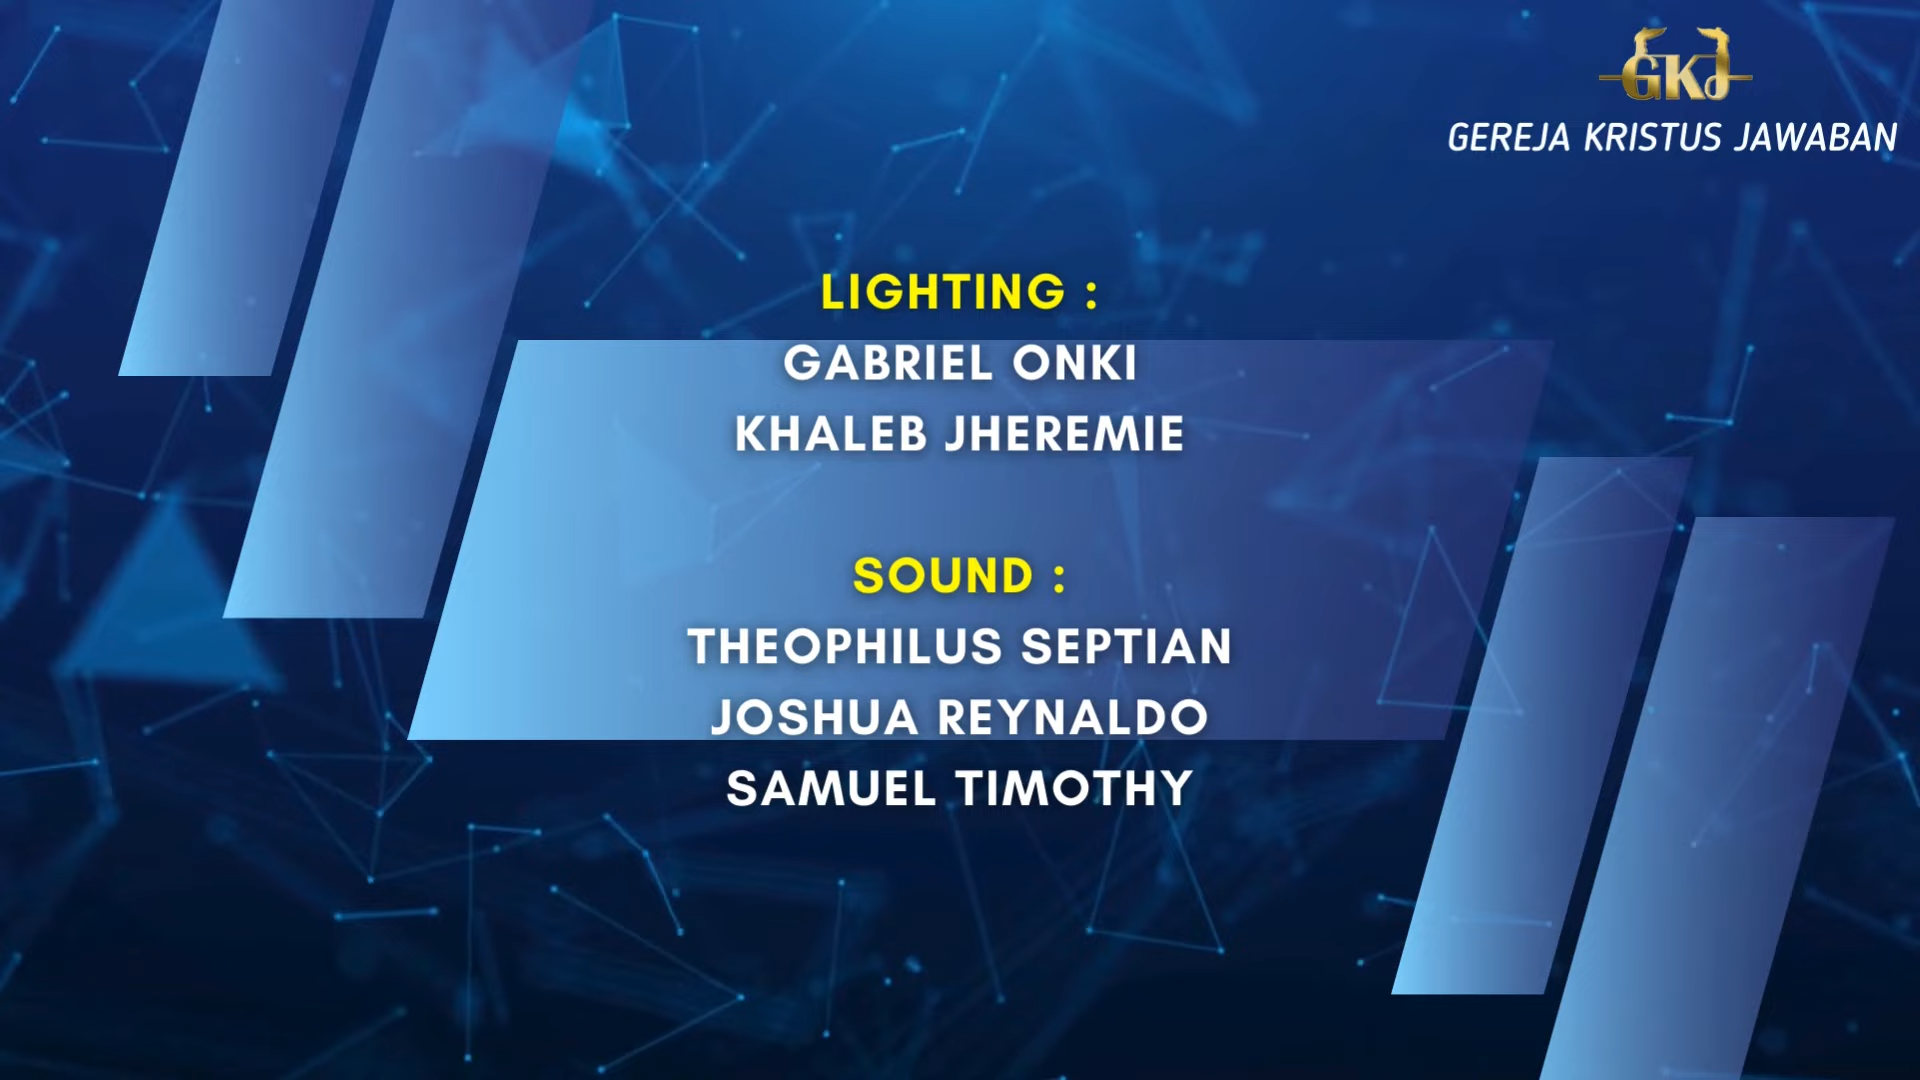 GKJ
GEREJA KRISTUS JAWABAN
LIGHTING :
GABRIEL ONKI
KHALEB JHEREMIE
SOUND :
THEOPHILUS SEPTIAN
JOSHUA REYNALDO
SAMUEL TIMOTHY